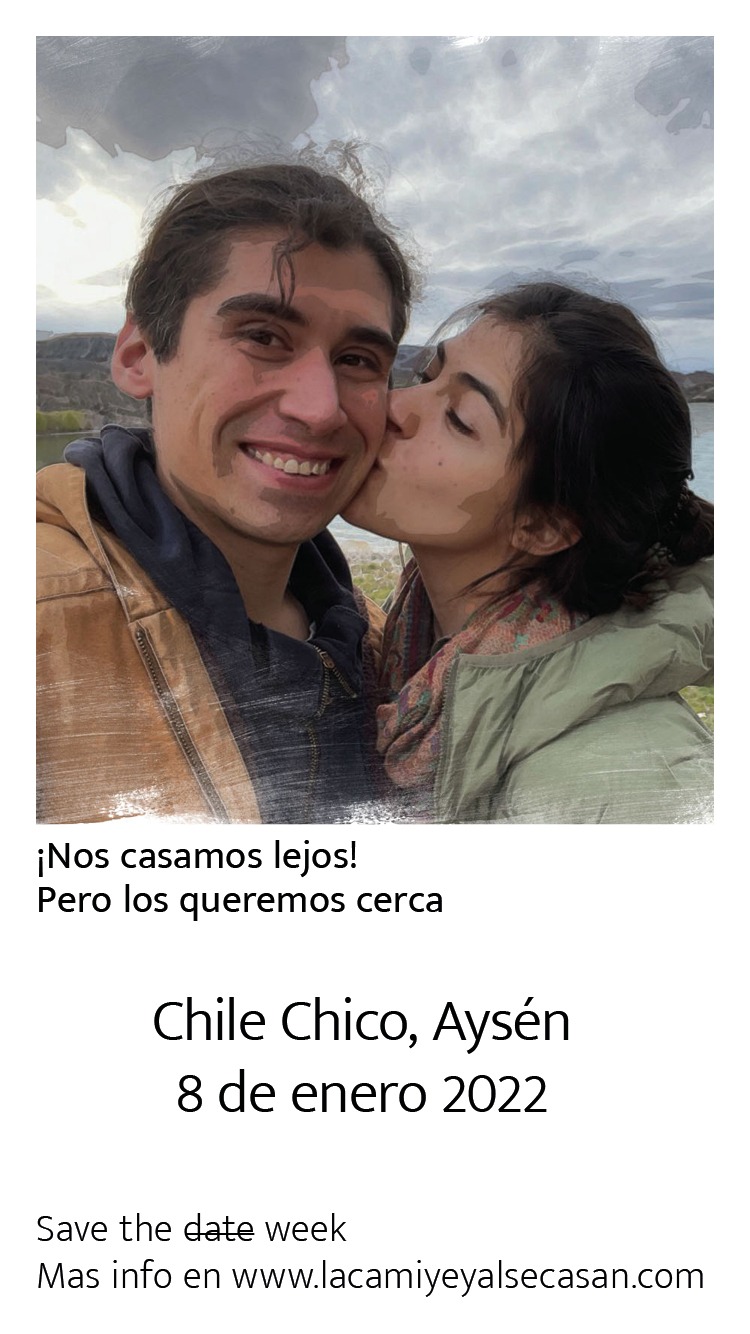 ¡Nos casamos lejos!
Pero los queremos cerca
Chile Chico, Aysén
8 de enero 2022
Save the date week
Mas info en www.lacamiyeyalsecasan.com